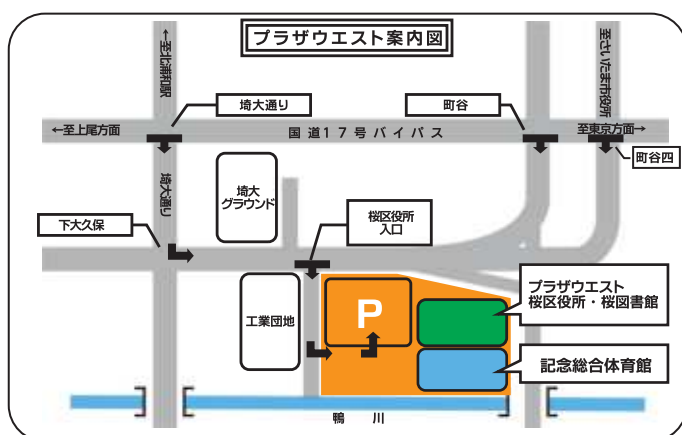 プラザウエスト案内図
←至北浦和駅
至さいたま市役所
埼大通り
町谷
←至上尾方面
国道17号バイパス
至東京方面→
町谷四
埼大通り
埼大
グラウンド
下大久保
桜区役所
入口
プラザウエスト
桜区役所・桜図書館
P
工業団地
記念総合体育館
鴨川